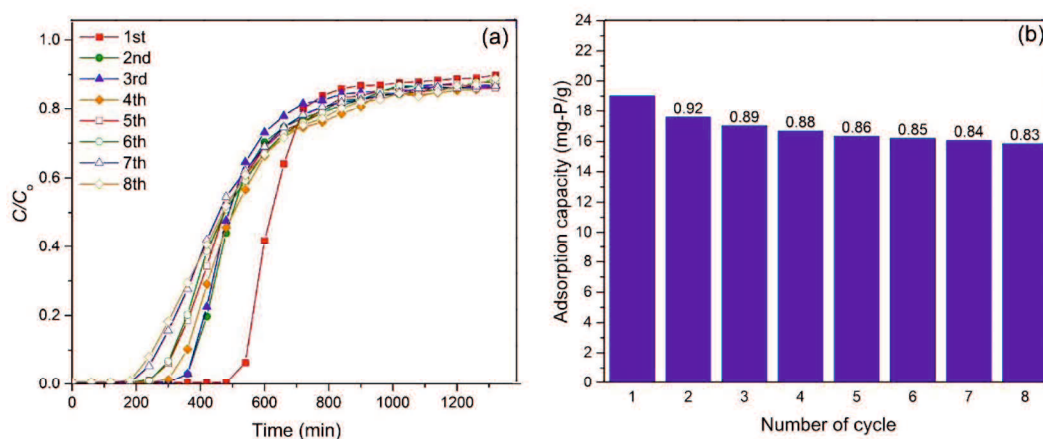 (a)
1st
2nd
3rd
4th
5th
6th
7th
8th
1.0
0.8
0.6
0.4
0.2
0.0
C/Co
0 200 400 600 800 1000 1200
Time (min)
(b)
24
22
20
18
16
14
12
10
8
6
4
2
0
Adsorption capacity (mg-P/g)
0.92 0.89 0.88 0.86 0.85 0.84 0.83
1 2 3 4 5 6 7 8
Number of cycle